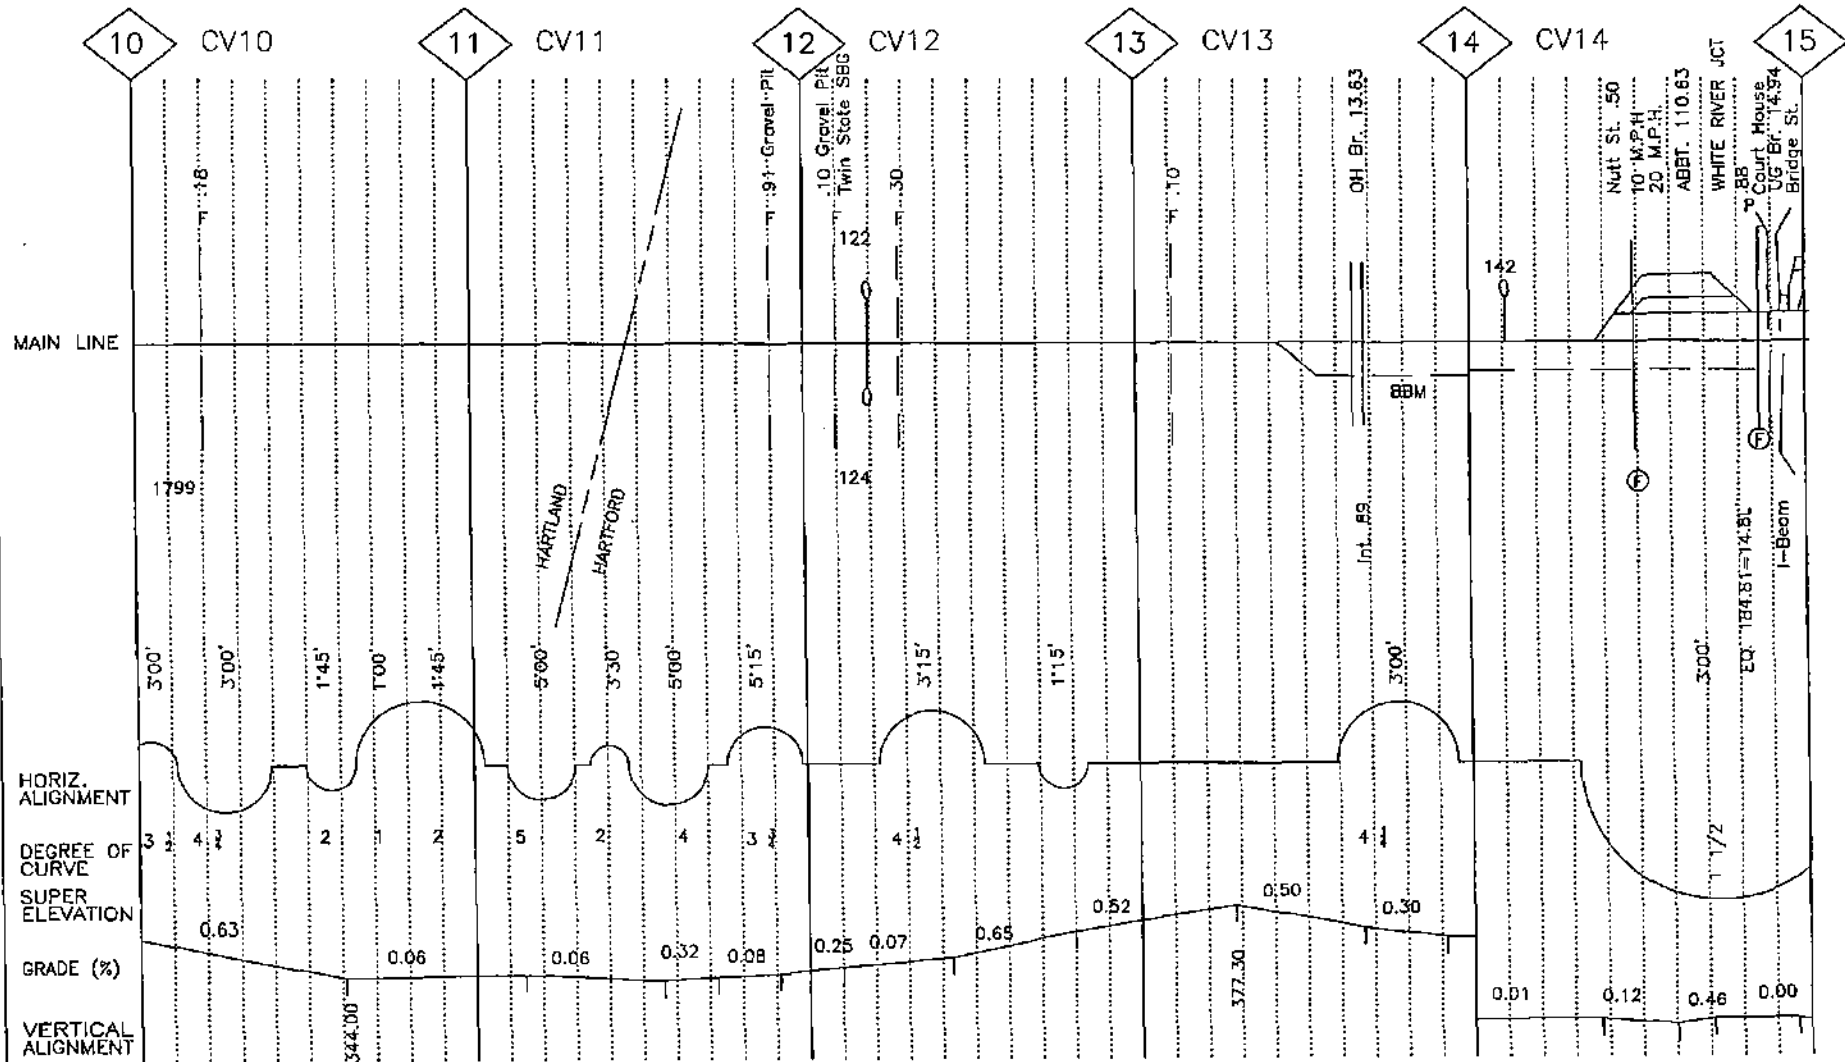 10 CV10 11 CV11 12 CV12 13 CV13 14 CV14 15
.18
F
.91 Gravel Pit
F
.10 Gravel Pit
Twin State S&G
F
122
.30
F
.10
F
OH Br. 13.63
142
Nutt St. .50
10 M.P.H.
20 M.P.H.
ABBT. 110.63
WHITE RIVER JCT
.88
P
Court House
UG Br. 14.94
Bridge St.
MAIN LINE
BBM
F
F
1799
124
HARTLAND
HARTFORD
Int. 89
EQ. 184.81=14.81
I-Beam
3°00' 3°00' 1°45' 1°00 1°45' 5°00' 3°30' 5°00' 5°15' 3°15' 1°15' 3°00' 3°00'
HORIZ.
ALIGNMENT
3 1/2 4 3/4 2 1 2 5 2 4 3 3/4 4 1/2 4 1/4 1 1/2
DEGREE OF
CURVE
SUPER
ELEVATION
0.63 0.06 0.06 0.32 0.08 0.25 0.07 0.65 0.52 0.50 0.30
GRADE (%)
0.01 0.12 0.46 0.00
344.00
377.30
VERTICAL
ALIGNMENT